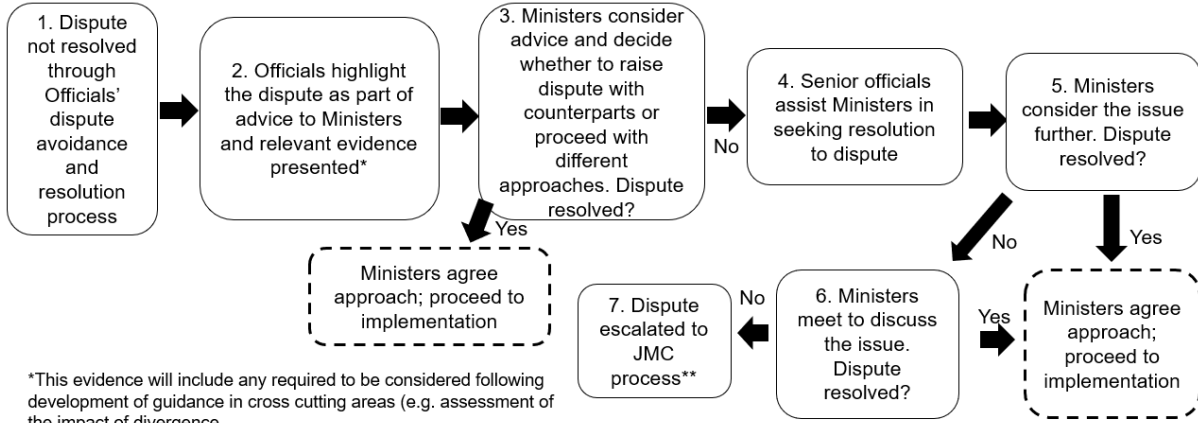 1. Dispute
not resolved
through
Officials’
dispute
avoidance
and
resolution
process
2. Officials highlight
the dispute as part of
advice to Ministers
and relevant evidence
presented*
3. Ministers consider
advice and decide
whether to raise
dispute with
counterparts or
proceed with
different
approaches. Dispute
resolved?
No
4. Senior officials
assist Ministers in
seeking resolution
to dispute
5. Ministers
consider the issue
further. Dispute
resolved?
Yes
Ministers agree
approach; proceed to
implementation
No
Yes
6. Ministers
meet to discuss
the issue.
Dispute
resolved?
No
7. Dispute
escalated to
JMC
process**
Yes
Ministers agree
approach;
proceed to
implementation
*This evidence will include any required to be considered following
development of guidance in cross cutting areas (e.g. assessment of
the impact of divergence